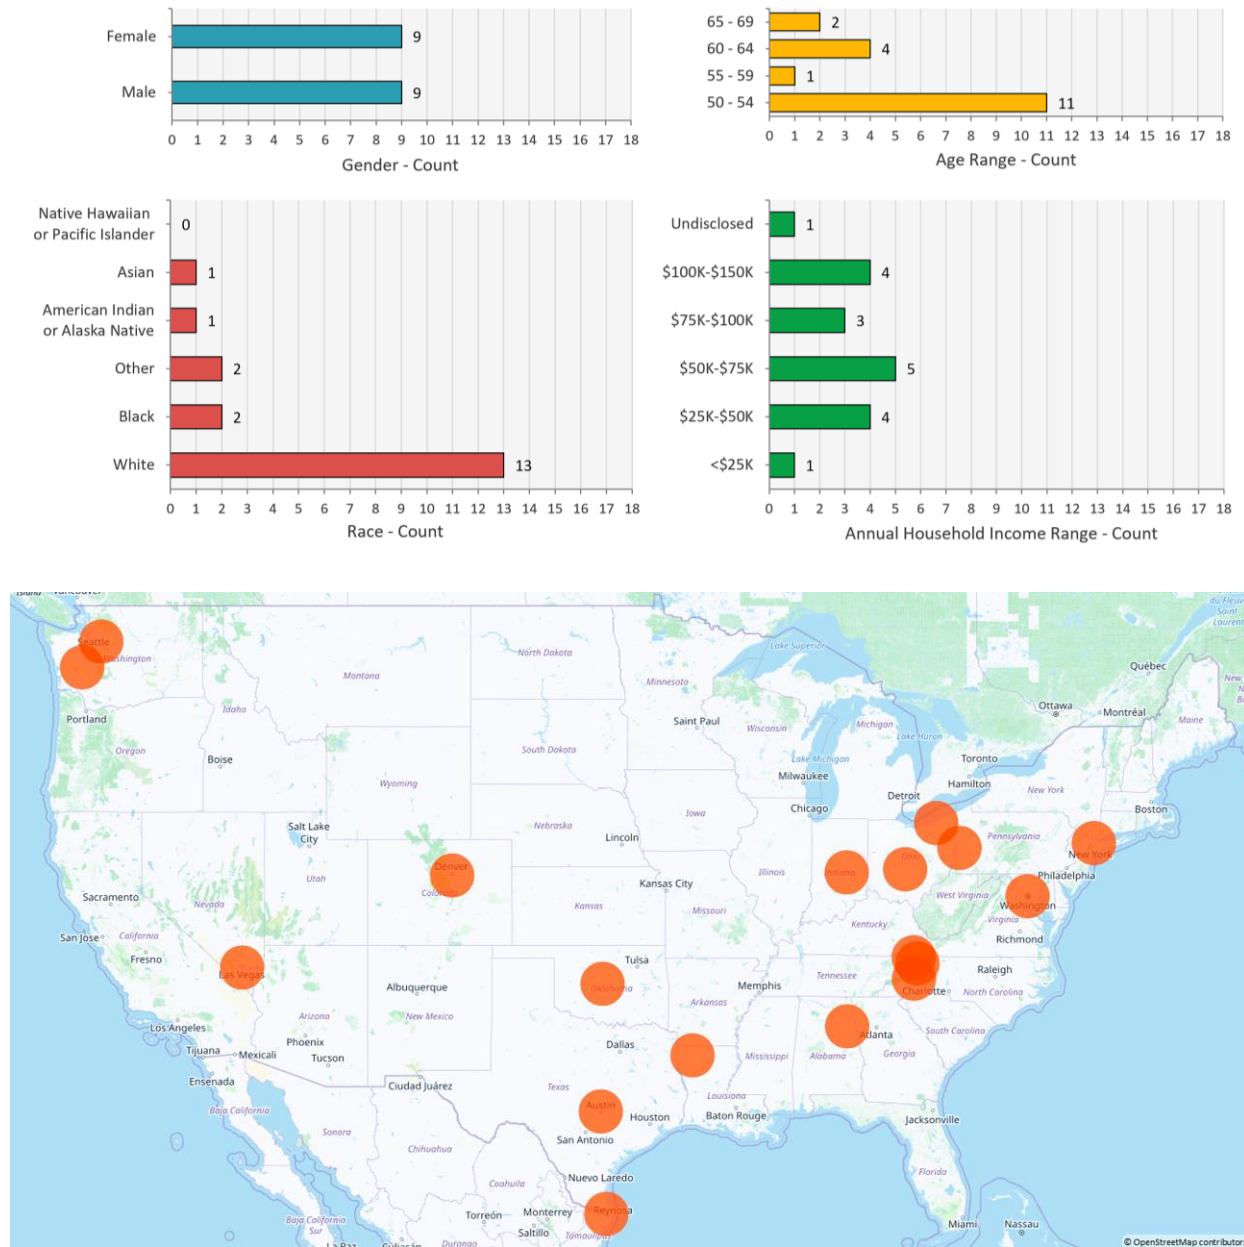 Female
9
Male
9
0 1 2 3 4 5 6 7 8 9 10 11 12 13 14 15 16 17 18
Gender - Count
65 - 69
2
60 - 64
4
55 - 59
1
50 - 54
11
0 1 2 3 4 5 6 7 8 9 10 11 12 13 14 15 16 17 18
Age Range - Count
Native Hawaiian
or Pacific Islander
0
Asian
1
American Indian
or Alaska Native
1
Other
2
Black
2
White
13
0 1 2 3 4 5 6 7 8 9 10 11 12 13 14 15 16 17 18
Race - Count
Undisclosed
1
$100K-$150K
4
$75K-$100K
3
$50K-$75K
5
$25K-$50K
4
<$25K
1
0 1 2 3 4 5 6 7 8 9 10 11 12 13 14 15 16 17 18
Annual Household Income Range - Count
Seattle
Washington
Portland
Oregon
Idaho
Boise
Montana
North Dakota
South Dakota
Wyoming
Nebraska
Lincoln
Minnesota
Saint Paul
Wisconsin
Lake Superior
Michigan
Lake Huron
Lake Michigan
Milwaukee
Chicago
Detroit
Toronto
Hamilton
Ottawa
Montréal
Québec
du Fleuve
Saint
Laurent
Maine
New York
Boston
Salt Lake
City
Utah
Nevada
Sacramento
San Jose
California
Fresno
Las Vegas
Denver
Colorado
Kansas
Kansas City
Iowa
Illinois
Missouri
Indiana
Ohio
Pennsylvania
New York
Philadelphia
West Virginia
Washington
Virginia
Richmond
Kentucky
Tennessee
Raleigh
Charlotte
North Carolina
South Carolina
Tulsa
Oklahoma
Arkansas
Memphis
Albuquerque
New Mexico
Arizona
Phoenix
Tucson
Los Angeles
Tijuana
Mexicali
Ensenada
Baja California
Sonora
Ciudad Juárez
Chihuahua
Dallas
Texas
Austin
Houston
San Antonio
Louisiana
Baton Rouge
Mississippi
Alabama
Atlanta
Georgia
Jacksonville
Florida
Miami
Nassau
Nuevo Laredo
Coahuila
Reynosa
Monterrey
Torreón
Saltillo
Tamaulipas
Durango
Baja California
Sur
La Paz
Culiacán
© OpenStreetMap contributors